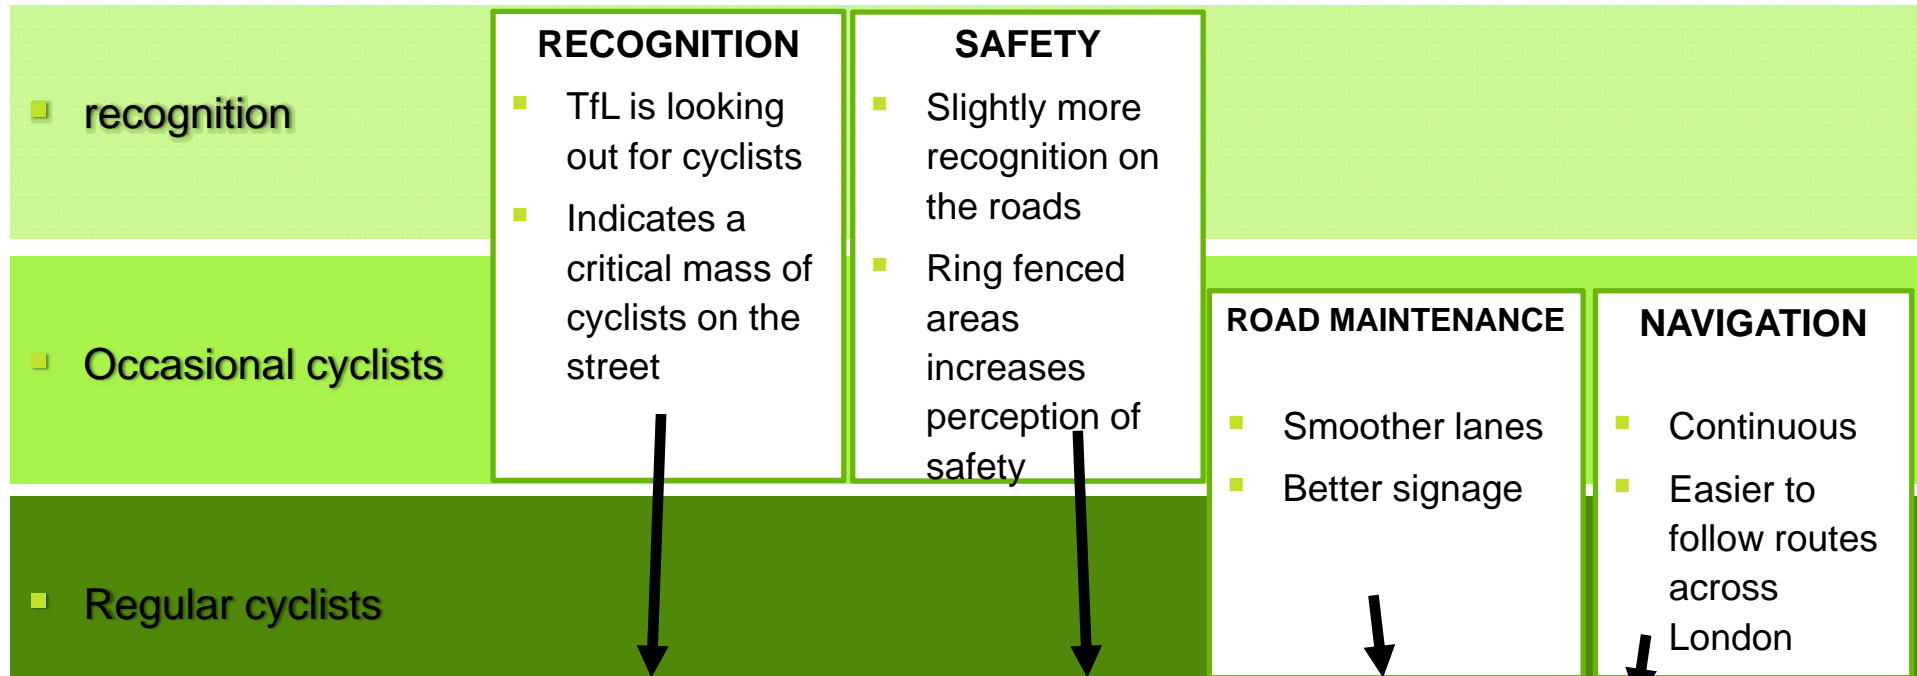 recognition
Occasional cyclists
Regular cyclists
RECOGNITION
TfL is looking
out for cyclists
Indicates a
critical mass of
cyclists on the
street
SAFETY
Slightly more
recognition on
the roads
Ring fenced
areas
increases
perception of
safety
ROAD MAINTENANCE
Smoother lanes
Better signage
NAVIGATION
Continuous
Easier to
follow routes
across
London